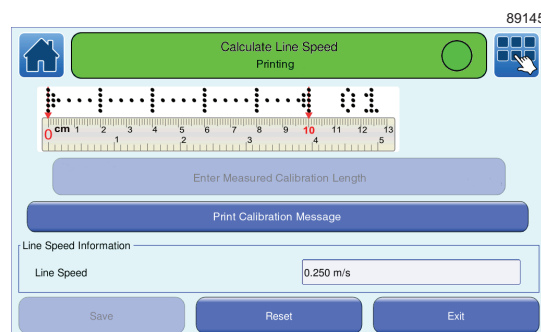 89145
Calculate Line Speed
Printing
01
0 cm 1 2 3 4 5 6 7 8 9 10 11 12 13
1 2 3 4 5
Enter Measured Calibration Length
Print Calibration Message
Line Speed Information
Line Speed 0.250 m/s
Save Reset Exit